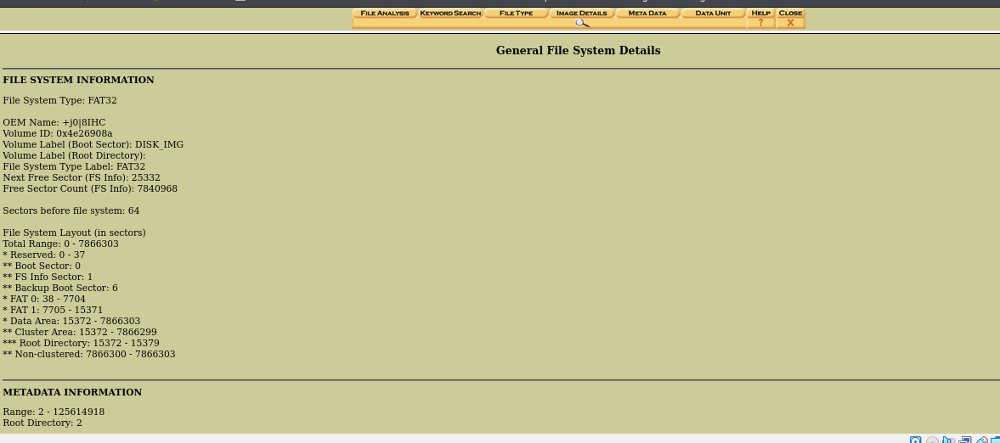 FILE ANALYSIS KEYWORD SEARCH FILE TYPE IMAGE DETAILS META DATA DATA UNIT HELP CLOSE
? X
General File System Details
FILE SYSTEM INFORMATION
File System Type: FAT32
OEM Name: +j0|8IHC
Volume ID: 0x4e26908a
Volume Label (Boot Sector): DISK_IMG
Volume Label (Root Directory):
File System Type Label: FAT32
Next Free Sector (FS Info): 25332
Free Sector Count (FS Info): 7840968
Sectors before file system: 64
File System Layout (in sectors)
Total Range: 0 - 7866303
* Reserved: 0 - 37
** Boot Sector: 0
** FS Info Sector: 1
** Backup Boot Sector: 6
* FAT 0: 38 - 7704
* FAT 1: 7705 - 15371
* Data Area: 15372 - 7866303
** Cluster Area: 15372 - 7866299
*** Root Directory: 15372 - 15379
** Non-clustered: 7866300 - 7866303
METADATA INFORMATION
Range: 2 - 125614918
Root Directory: 2